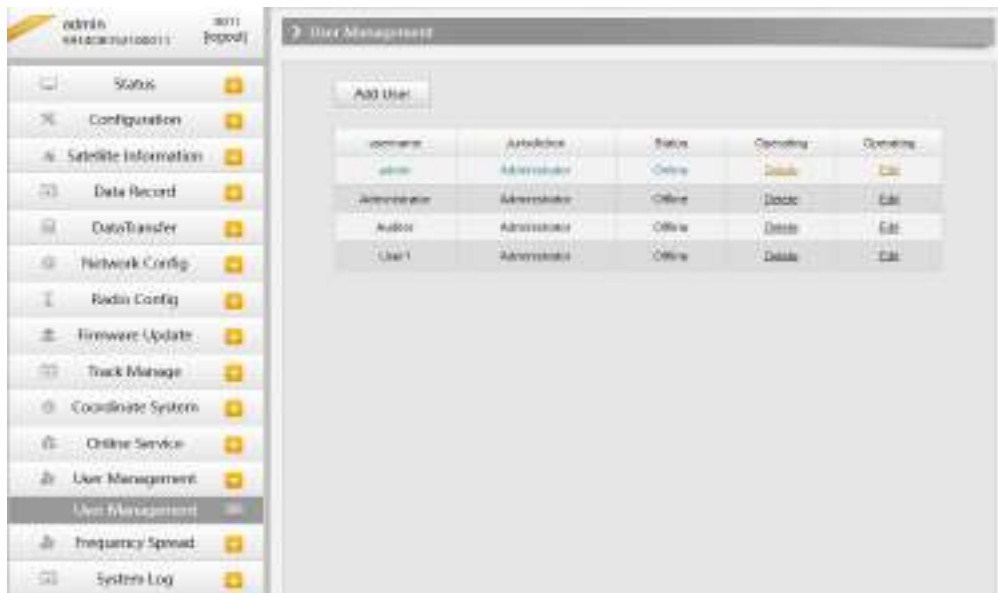 admin
[logout]
User Management
Status
Configuration
Satellite Information
Data Record
DataTransfer
Network Config
Radio Config
Firmware Update
Track Manage
Coordinate System
Online Service
User Management
User Management
Frequency Spread
System Log
Add User
username Jurisdiction Status Operating Operating
admin Administrator Online Delete Edit
Administrator Administrator Offline Delete Edit
Auditor Administrator Offline Delete Edit
User1 Administrator Offline Delete Edit